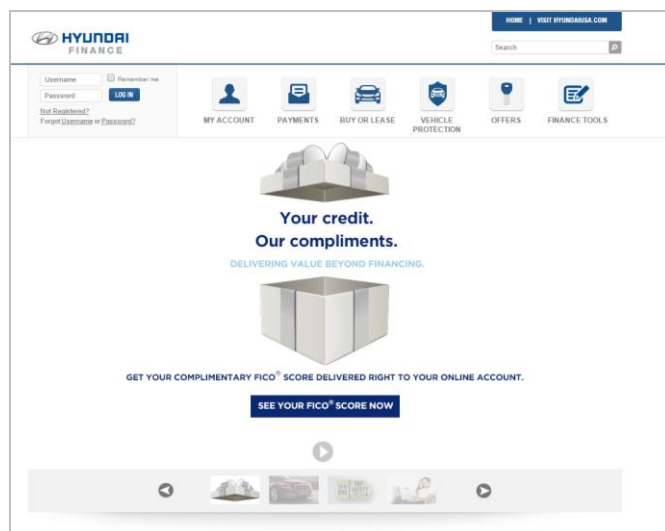 HOME | VISIT HYUNDAIUSA.COM
HYUNDAI
FINANCE
Search
Username
Remember me
Password
LOG IN
Not Registered?
Forgot Username or Password?
MY ACCOUNT
PAYMENTS
BUY OR LEASE
VEHICLE
PROTECTION
OFFERS
FINANCE TOOLS
Your credit.
Our compliments.
DELIVERING VALUE BEYOND FINANCING.
GET YOUR COMPLIMENTARY FICO® SCORE DELIVERED RIGHT TO YOUR ONLINE ACCOUNT.
SEE YOUR FICO® SCORE NOW